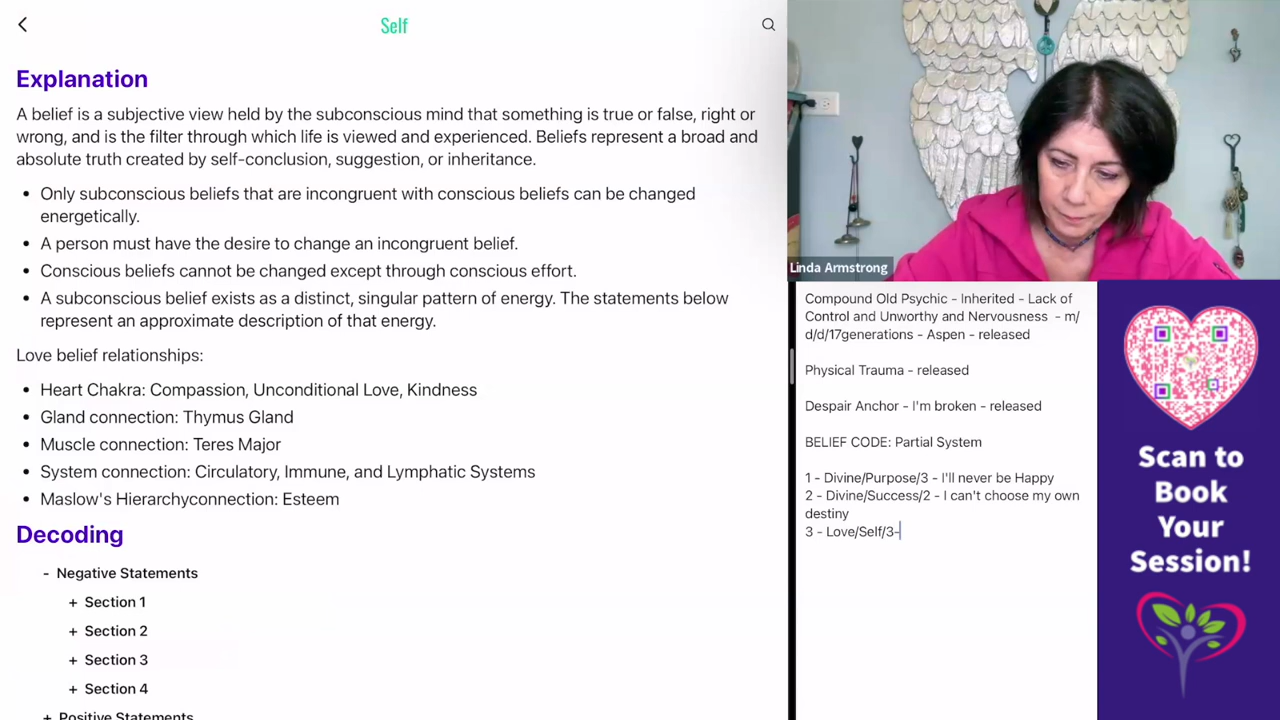 Self
Explanation
A belief is a subjective view held by the subconscious mind that something is true or false, right or
wrong, and is the filter through which life is viewed and experienced. Beliefs represent a broad and
absolute truth created by self-conclusion, suggestion, or inheritance.
• Only subconscious beliefs that are incongruent with conscious beliefs can be changed
energetically.
• A person must have the desire to change an incongruent belief.
• Conscious beliefs cannot be changed except through conscious effort.
• A subconscious belief exists as a distinct, singular pattern of energy. The statements below
represent an approximate description of that energy.
Love belief relationships:
• Heart Chakra: Compassion, Unconditional Love, Kindness
• Gland connection: Thymus Gland
• Muscle connection: Teres Major
• System connection: Circulatory, Immune, and Lymphatic Systems
• Maslow's Hierarchyconnection: Esteem
Decoding
- Negative Statements
+ Section 1
+ Section 2
+ Section 3
+ Section 4
+ Positive Statements
Linda Armstrong
Compound Old Psychic - Inherited - Lack of
Control and Unworthy and Nervousness - m/
d/d/17generations - Aspen - released
Physical Trauma - released
Despair Anchor - I'm broken - released
BELIEF CODE: Partial System
1 - Divine/Purpose/3 - I'll never be Happy
2 - Divine/Success/2 - I can't choose my own
destiny
3 - Love/Self/3-
Scan to
Book
Your
Session!